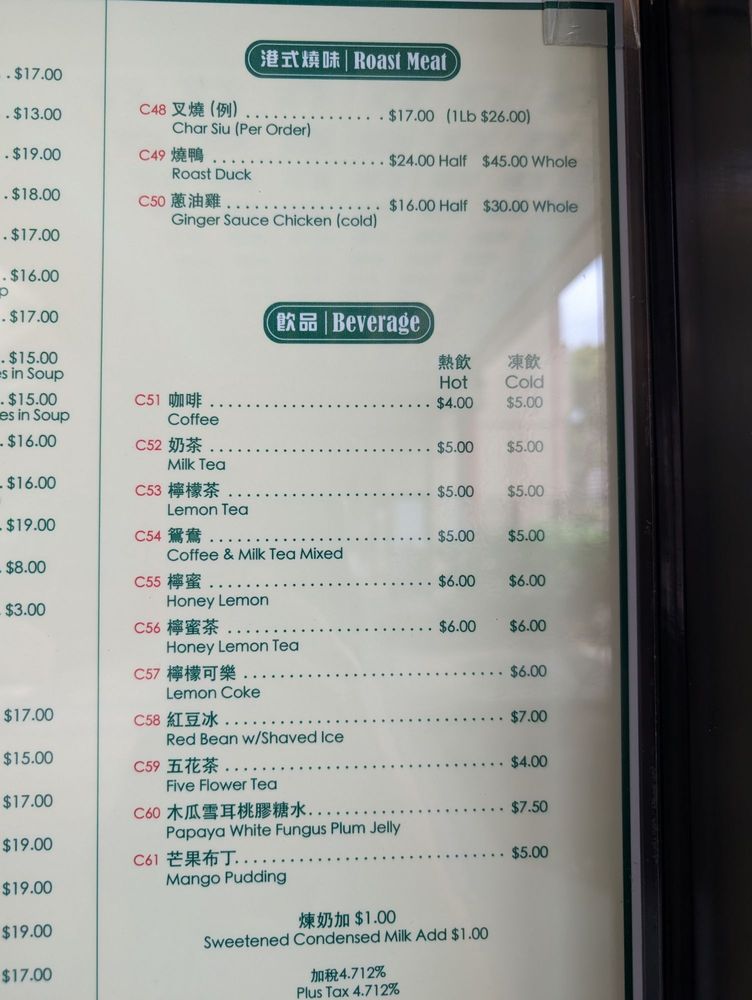 . . $17.00
. $13.00
. $19.00
. $18.00
. $17.00
. $16.00
p
. $17.00
. $15.00
es in Soup
. $15.00
es in Soup
. $16.00
. $16.00
. $19.00
. $8.00
. $3.00
$17.00
$15.00
$17.00
$19.00
$19.00
$19.00
$17.00
港式燒味 | Roast Meat
C48 叉燒 (例) . . . . . . . . . . . . . . . $17.00 (1Lb $26.00)
Char Siu (Per Order)
C49 燒鴨 . . . . . . . . . . . . . . . . . . $24.00 Half $45.00 Whole
Roast Duck
C50 蔥油雞 . . . . . . . . . . . . . . . . $16.00 Half $30.00 Whole
Ginger Sauce Chicken (cold)
飲品 | Beverage
熱飲 凍飲
Hot Cold
C51 咖啡 . . . . . . . . . . . . . . . . . . . . . . . $4.00 $5.00
Coffee
C52 奶茶 . . . . . . . . . . . . . . . . . . . . . . . $5.00 $5.00
Milk Tea
C53 檸檬茶 . . . . . . . . . . . . . . . . . . . . . $5.00 $5.00
Lemon Tea
C54 鴛鴦 . . . . . . . . . . . . . . . . . . . . . . . $5.00 $5.00
Coffee & Milk Tea Mixed
C55 檸蜜 . . . . . . . . . . . . . . . . . . . . . . . $6.00 $6.00
Honey Lemon
C56 檸蜜茶 . . . . . . . . . . . . . . . . . . . . . $6.00 $6.00
Honey Lemon Tea
C57 檸檬可樂 . . . . . . . . . . . . . . . . . . . . . . . . . . $6.00
Lemon Coke
C58 紅豆冰 . . . . . . . . . . . . . . . . . . . . . . . . . . . . $7.00
Red Bean w/Shaved Ice
C59 五花茶 . . . . . . . . . . . . . . . . . . . . . . . . . . . . $4.00
Five Flower Tea
C60 木瓜雪耳桃膠糖水. . . . . . . . . . . . . . . . . . . . $7.50
Papaya White Fungus Plum Jelly
C61 芒果布丁. . . . . . . . . . . . . . . . . . . . . . . . . . . $5.00
Mango Pudding
煉奶加 $1.00
Sweetened Condensed Milk Add $1.00
加稅4.712%
Plus Tax 4.712%